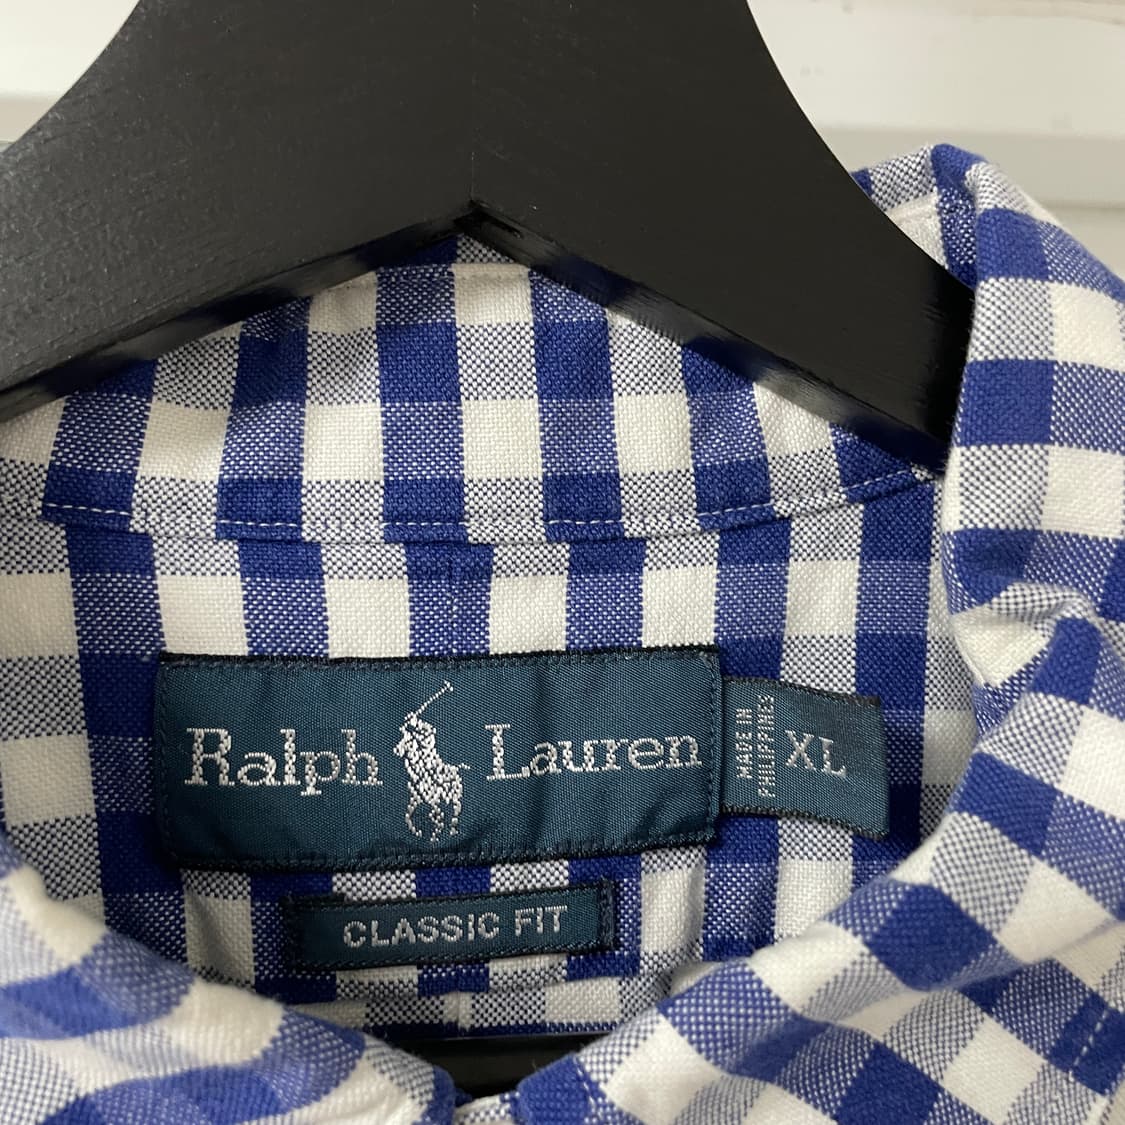 Ralph Lauren
MADE IN
PHILIPPINES
XL
CLASSIC FIT